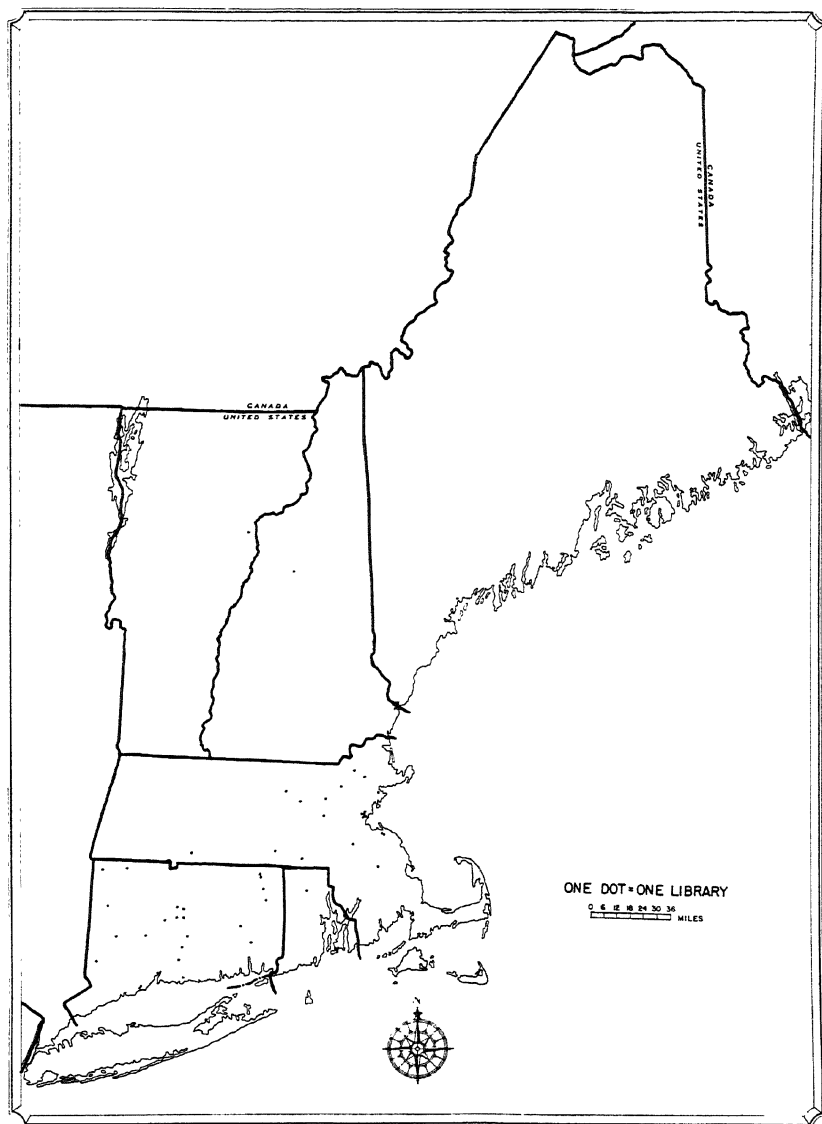 CANADA
UNITED STATES
CANADA
UNITED STATES
ONE DOT = ONE LIBRARY
0 6 12 18 24 30 36
MILES
N